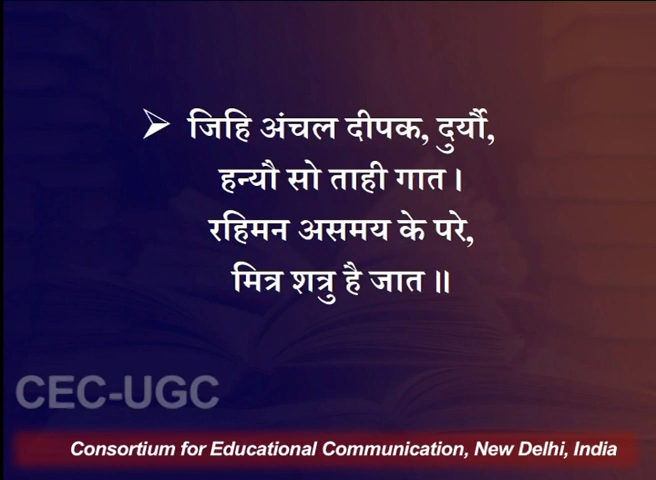 ➢ जिहि अंचल दीपक, दुर्यौ,
हन्यौ सो ताही गात।
रहिमन असमय के परे,
मित्र शत्रु है जात॥
CEC-UGC
Consortium for Educational Communication, New Delhi, India